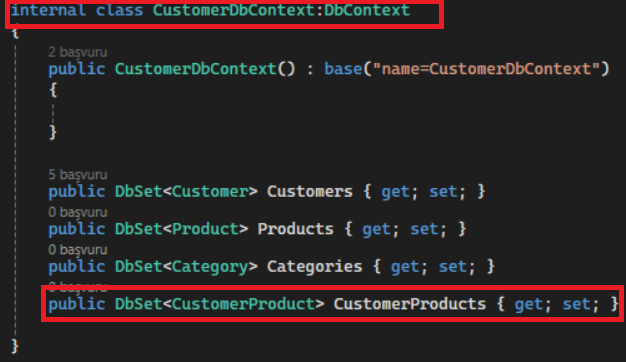 internal class CustomerDbContext:DbContext
{
2 başvuru
public CustomerDbContext() : base("name=CustomerDbContext")
{
}
5 başvuru
public DbSet<Customer> Customers { get; set; }
0 başvuru
public DbSet<Product> Products { get; set; }
0 başvuru
public DbSet<Category> Categories { get; set; }
0 başvuru
public DbSet<CustomerProduct> CustomerProducts { get; set; }
}